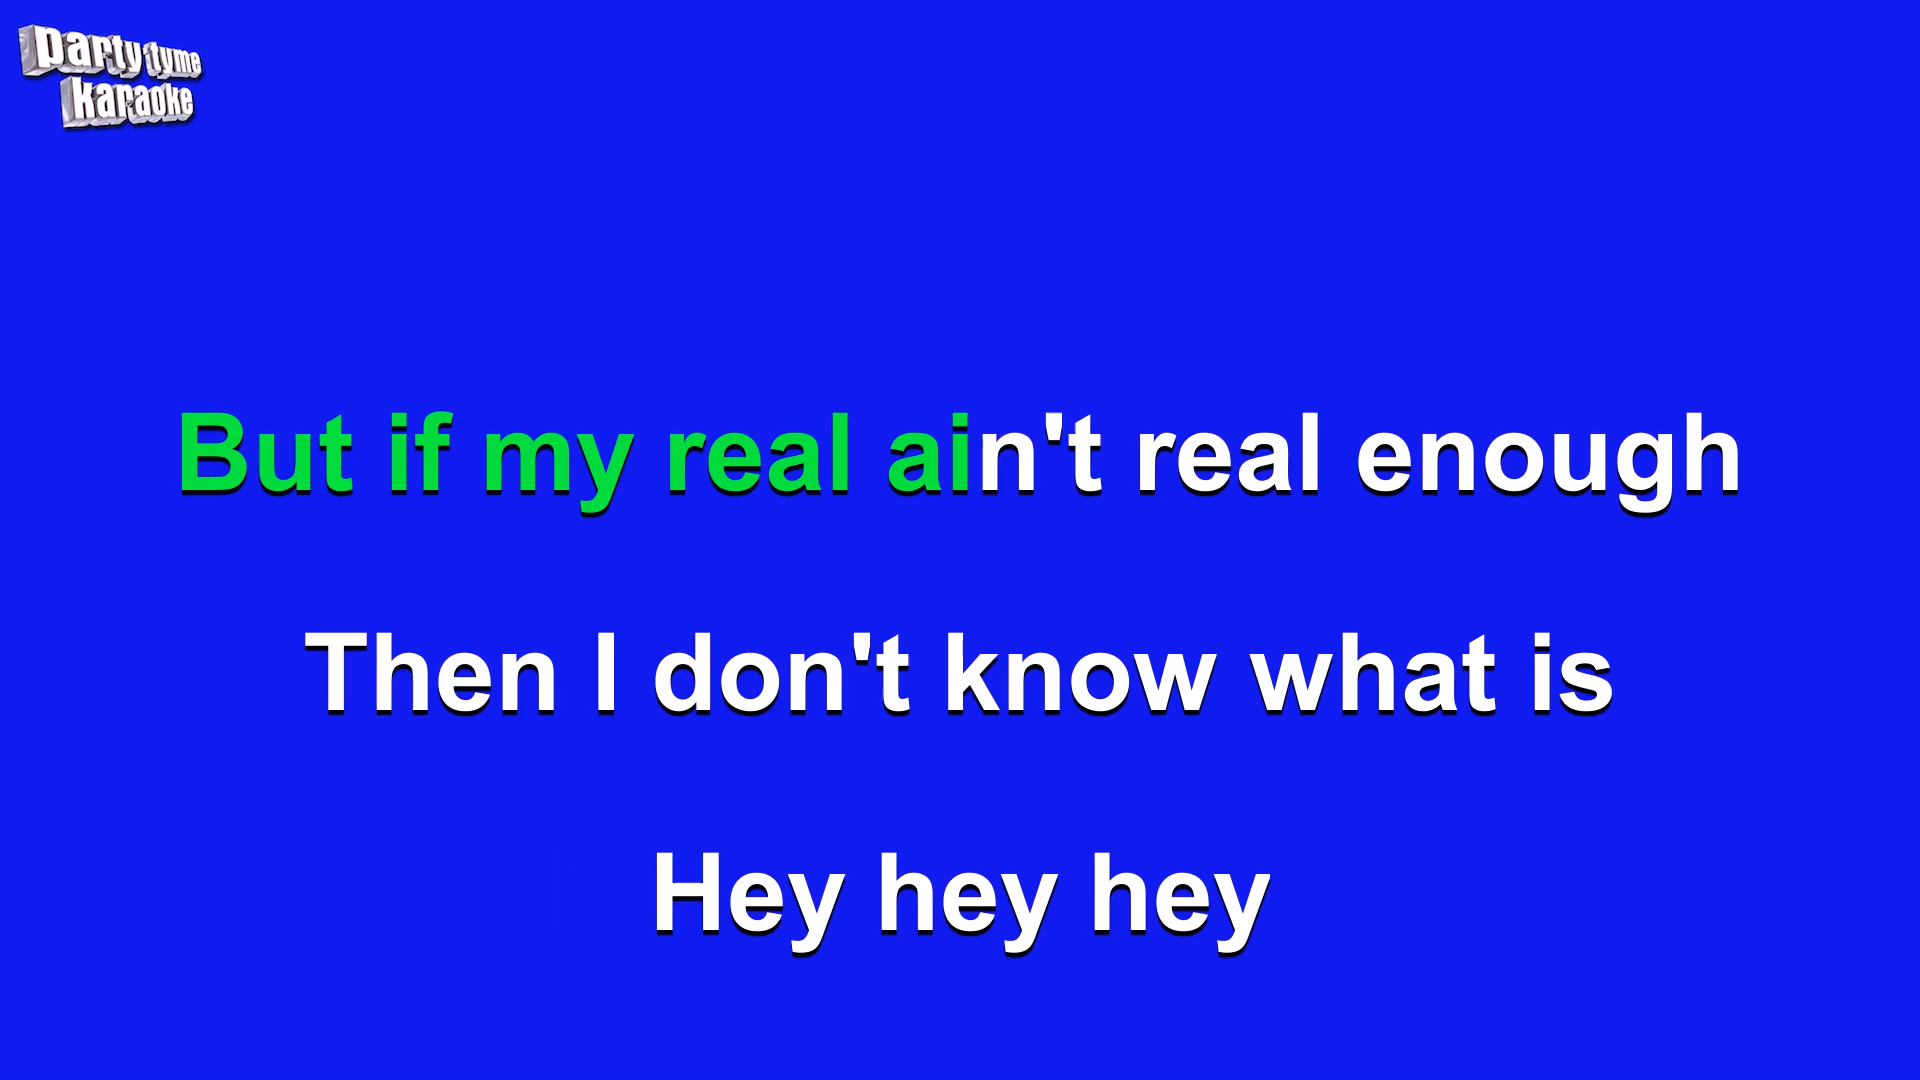 party tyme
karaoke
But if my real ain't real enough
Then I don't know what is
Hey hey hey